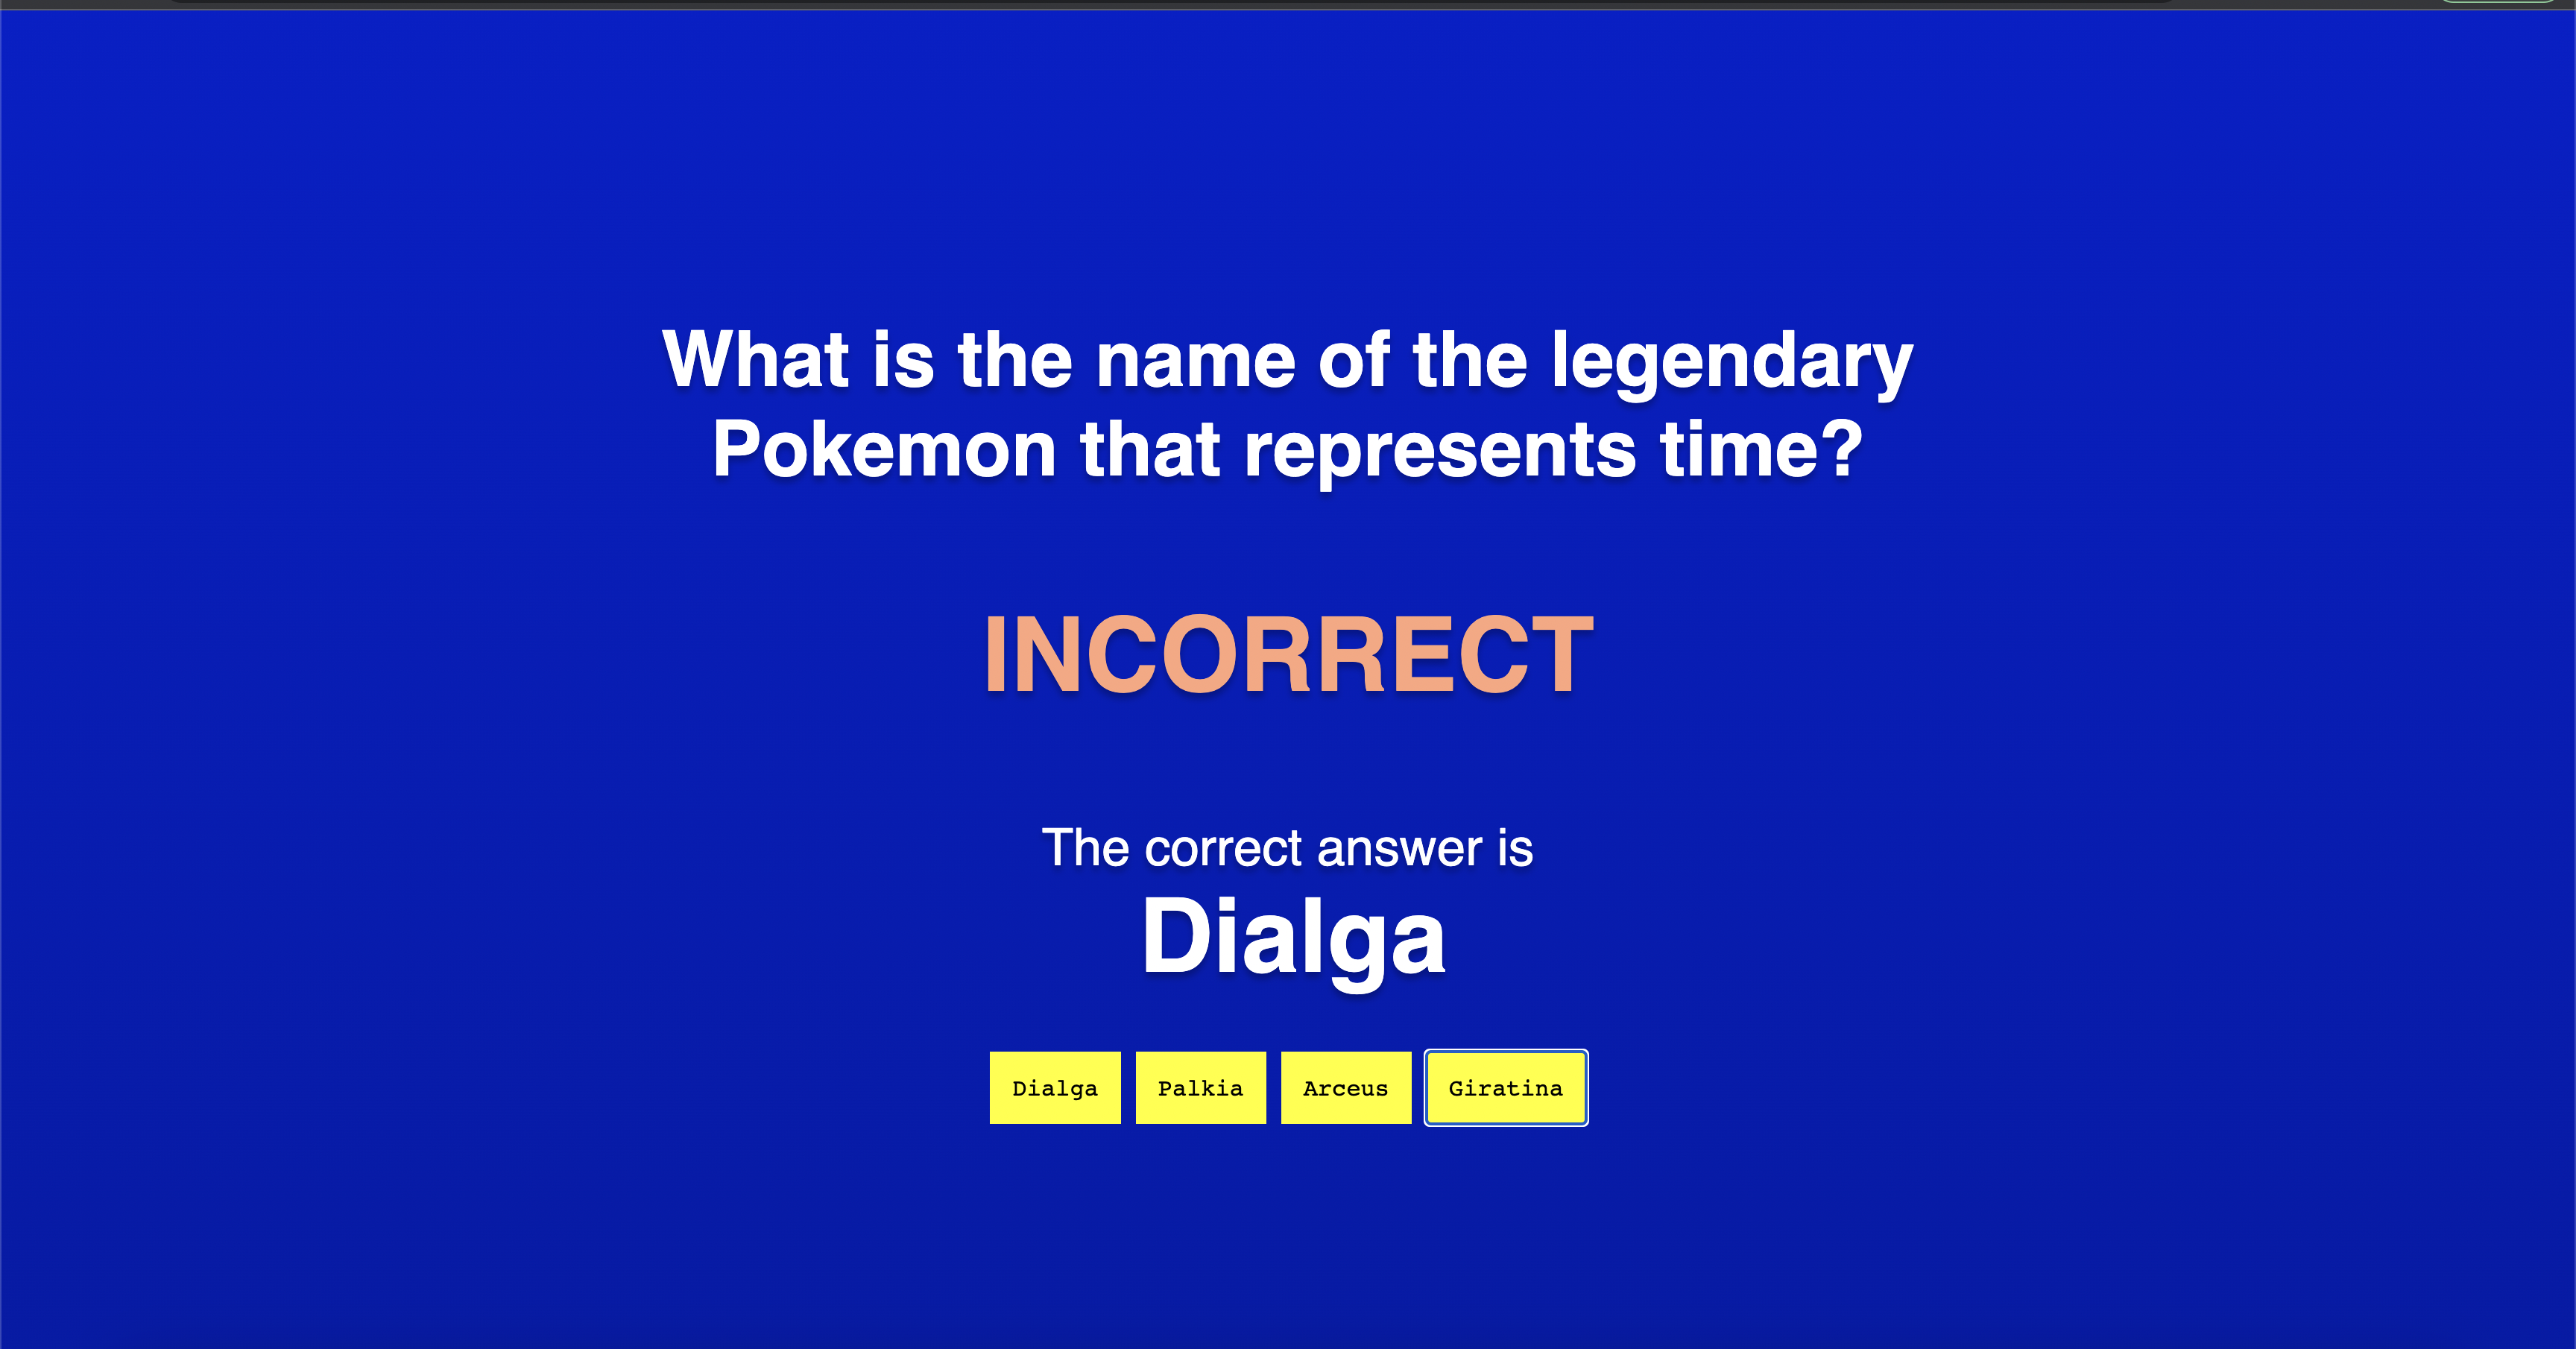 What is the name of the legendary
Pokemon that represents time?
INCORRECT
The correct answer is
Dialga
Dialga Palkia Arceus Giratina